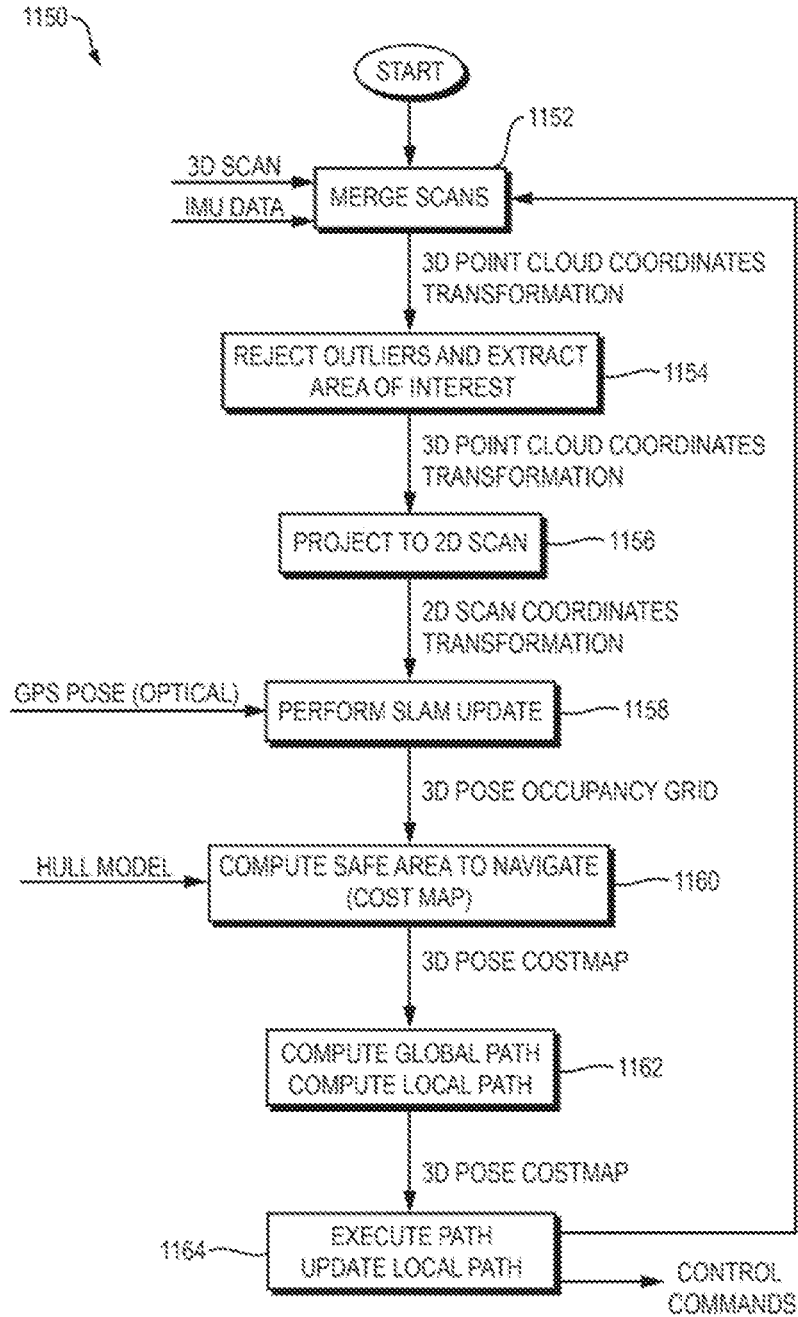 1150
START
1152
3D SCAN
IMU DATA
MERGE SCANS
3D POINT CLOUD COORDINATES
TRANSFORMATION
REJECT OUTLIERS AND EXTRACT
AREA OF INTEREST
1154
3D POINT CLOUD COORDINATES
TRANSFORMATION
PROJECT TO 2D SCAN
1156
2D SCAN COORDINATES
TRANSFORMATION
GPS POSE (OPTICAL)
PERFORM SLAM UPDATE
1158
3D POSE OCCUPANCY GRID
HULL MODEL
COMPUTE SAFE AREA TO NAVIGATE
(COST MAP)
1160
3D POSE COSTMAP
COMPUTE GLOBAL PATH
COMPUTE LOCAL PATH
1162
3D POSE COSTMAP
1164
EXECUTE PATH
UPDATE LOCAL PATH
CONTROL
COMMANDS